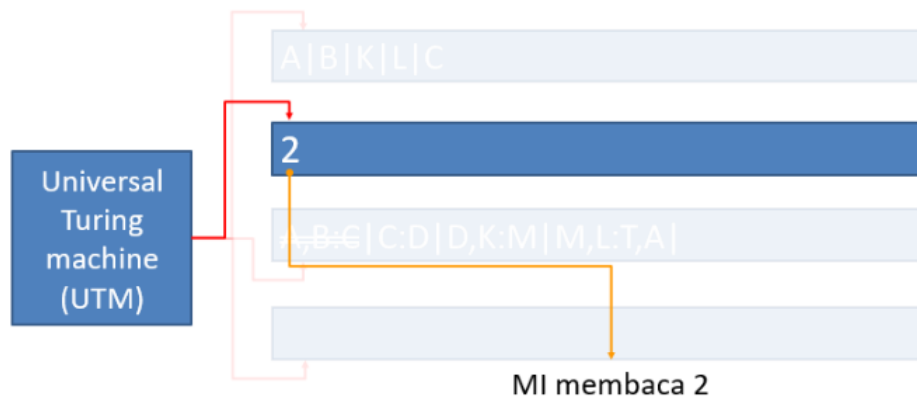 A|B|K|L|C
2
Universal
Turing
machine
(UTM)
A,B:C|C:D|D,K:M|M,L:T,A|
MI membaca 2